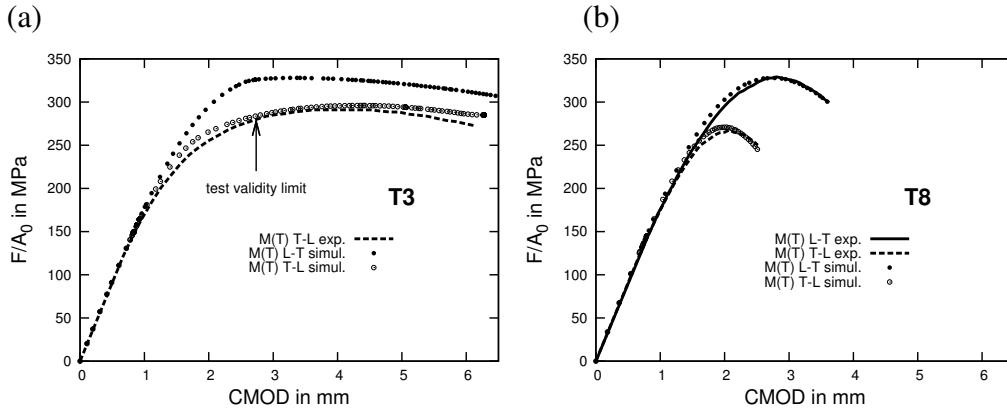 (a)
F/A0 in MPa
350
300
250
200
150
100
50
0
0 1 2 3 4 5 6
CMOD in mm
test validity limit
T3
M(T) T-L exp.
M(T) L-T simul.
M(T) T-L simul.
(b)
F/A0 in MPa
350
300
250
200
150
100
50
0
0 1 2 3 4 5 6
CMOD in mm
T8
M(T) L-T exp.
M(T) T-L exp.
M(T) L-T simul.
M(T) T-L simul.